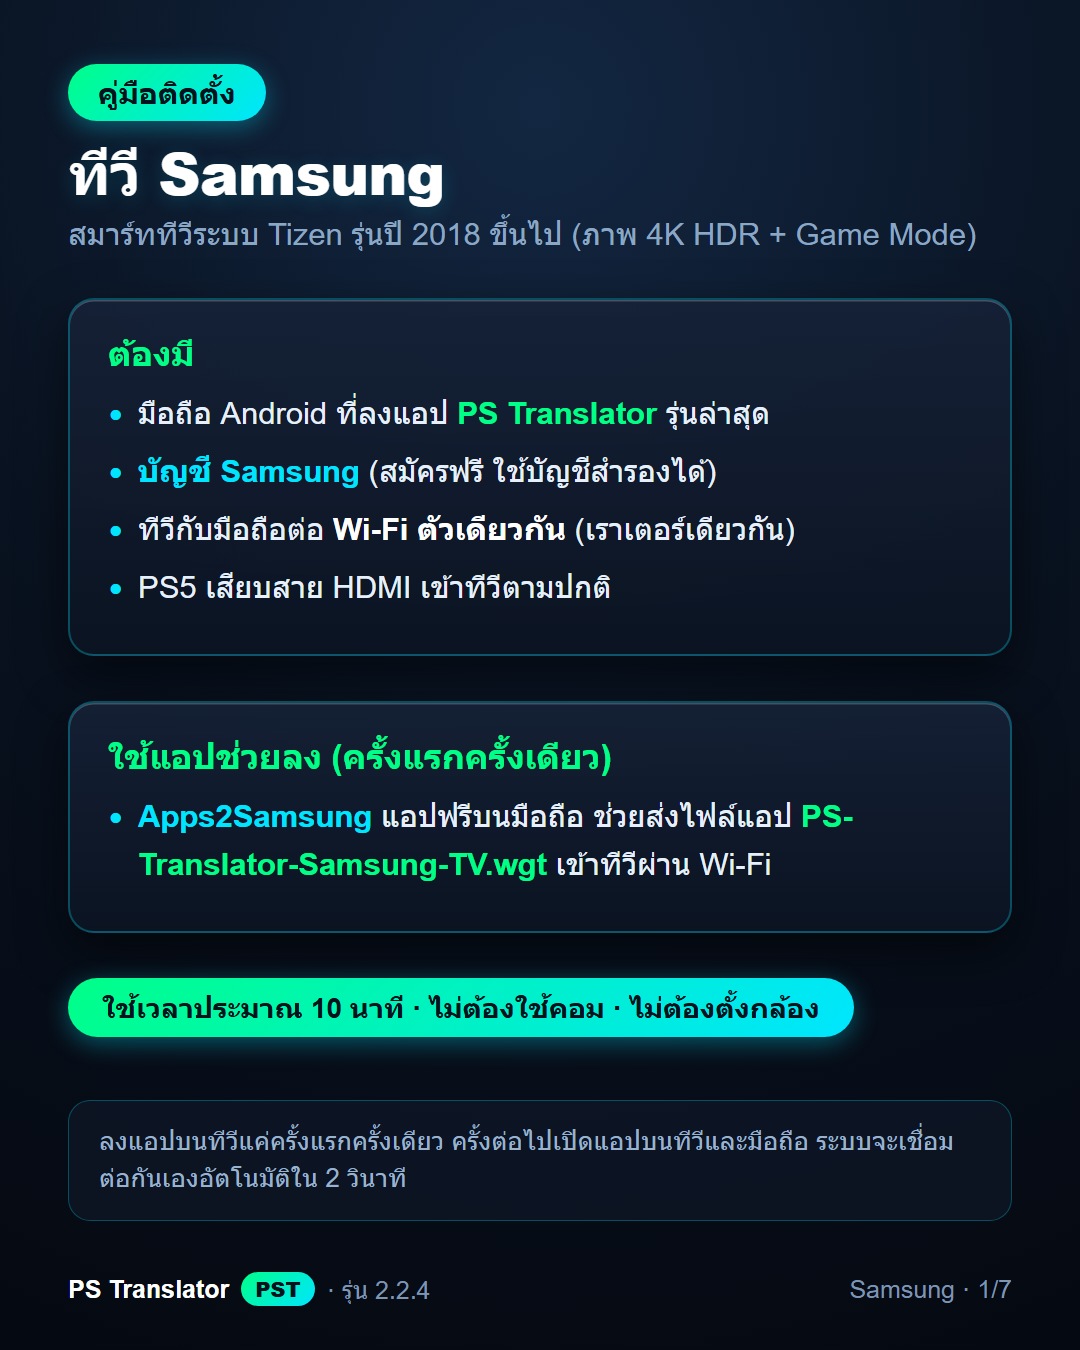 คู่มือติดตั้ง
ทีวี Samsung
สมาร์ททีวีระบบ Tizen รุ่นปี 2018 ขึ้นไป (ภาพ 4K HDR + Game Mode)
ต้องมี
• มือถือ Android ที่ลงแอป PS Translator รุ่นล่าสุด
• บัญชี Samsung (สมัครฟรี ใช้บัญชีสำรองได้)
• ทีวีกับมือถือต่อ Wi-Fi ตัวเดียวกัน (เราเตอร์เดียวกัน)
• PS5 เสียบสาย HDMI เข้าทีวีตามปกติ
ใช้แอปช่วยลง (ครั้งแรกครั้งเดียว)
• Apps2Samsung แอปฟรีบนมือถือ ช่วยส่งไฟล์แอป PS-
Translator-Samsung-TV.wgt เข้าทีวีผ่าน Wi-Fi
ใช้เวลาประมาณ 10 นาที · ไม่ต้องใช้คอม · ไม่ต้องตั้งกล้อง
ลงแอปบนทีวีแค่ครั้งแรกครั้งเดียว ครั้งต่อไปเปิดแอปบนทีวีและมือถือ ระบบจะเชื่อม
ต่อกันเองอัตโนมัติใน 2 วินาที
PS Translator PST · รุ่น 2.2.4
Samsung · 1/7